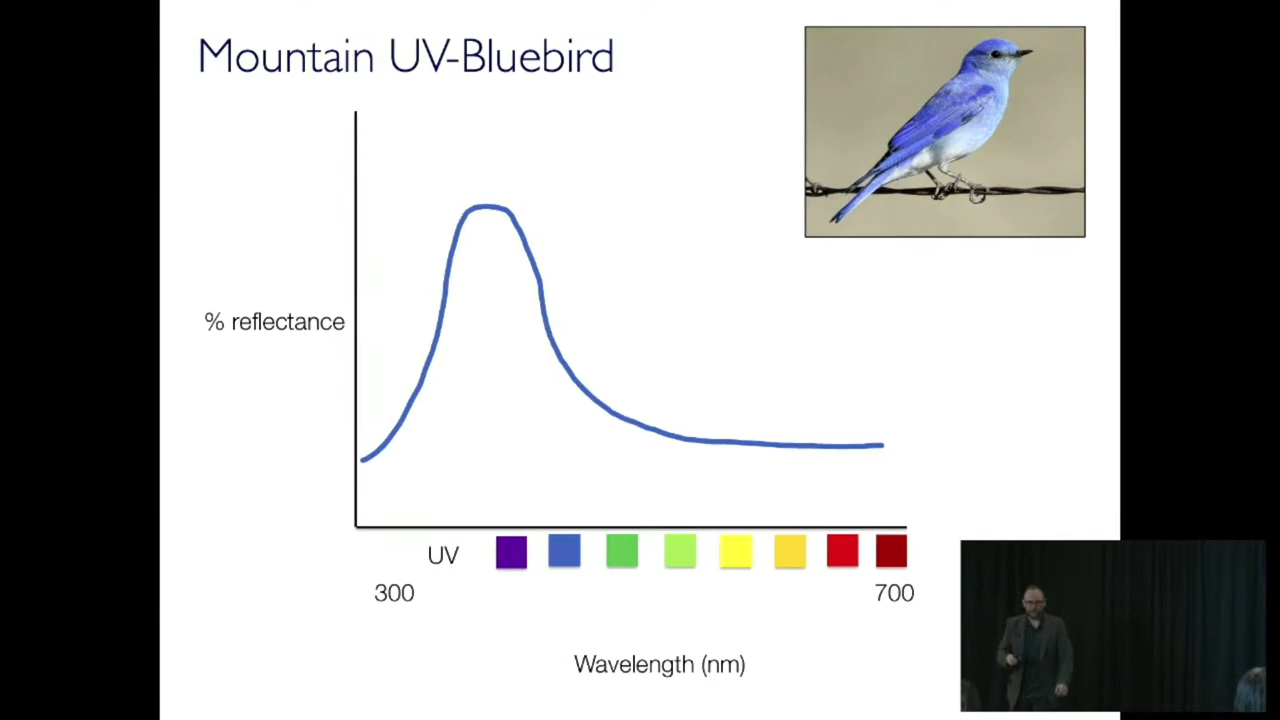 Mountain UV-Bluebird
% reflectance
UV
300
700
Wavelength (nm)